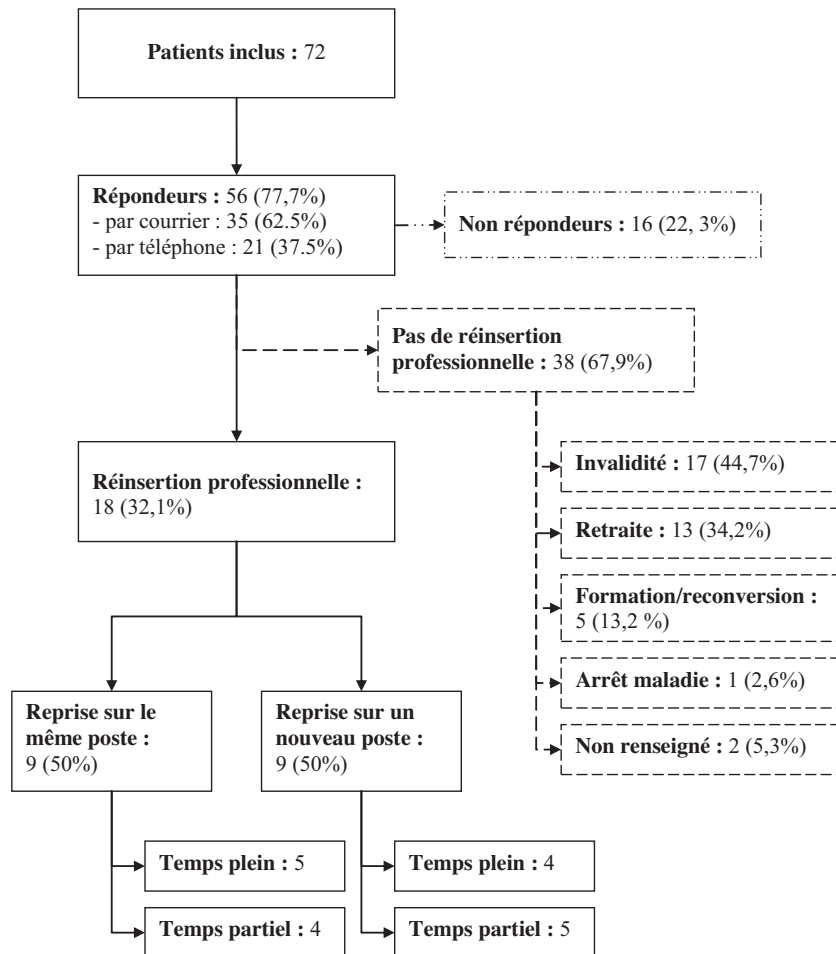 Patients inclus : 72
Répondeurs : 56 (77,7%)
- par courrier : 35 (62.5%)
- par téléphone : 21 (37.5%)
Non répondeurs : 16 (22, 3%)
Pas de réinsertion
professionnelle : 38 (67,9%)
Réinsertion professionnelle :
18 (32,1%)
Invalidité : 17 (44,7%)
Retraite : 13 (34,2%)
Formation/reconversion :
5 (13,2 %)
Arrêt maladie : 1 (2,6%)
Non renseigné : 2 (5,3%)
Reprise sur le
même poste :
9 (50%)
Reprise sur un
nouveau poste :
9 (50%)
Temps plein : 5
Temps partiel : 4
Temps plein : 4
Temps partiel : 5